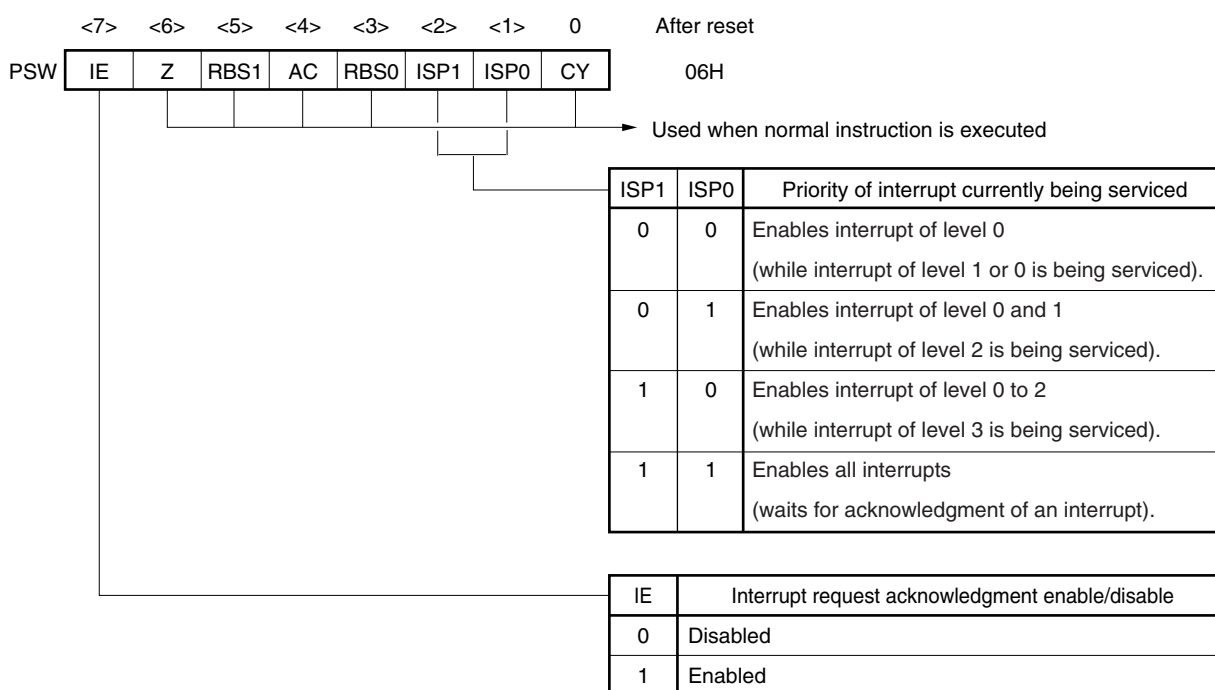 <7> <6> <5> <4> <3> <2> <1> 0 After reset
PSW IE Z RBS1 AC RBS0 ISP1 ISP0 CY 06H
Used when normal instruction is executed
ISP1 ISP0 Priority of interrupt currently being serviced
0 0 Enables interrupt of level 0
(while interrupt of level 1 or 0 is being serviced).
0 1 Enables interrupt of level 0 and 1
(while interrupt of level 2 is being serviced).
1 0 Enables interrupt of level 0 to 2
(while interrupt of level 3 is being serviced).
1 1 Enables all interrupts
(waits for acknowledgment of an interrupt).
IE Interrupt request acknowledgment enable/disable
0 Disabled
1 Enabled